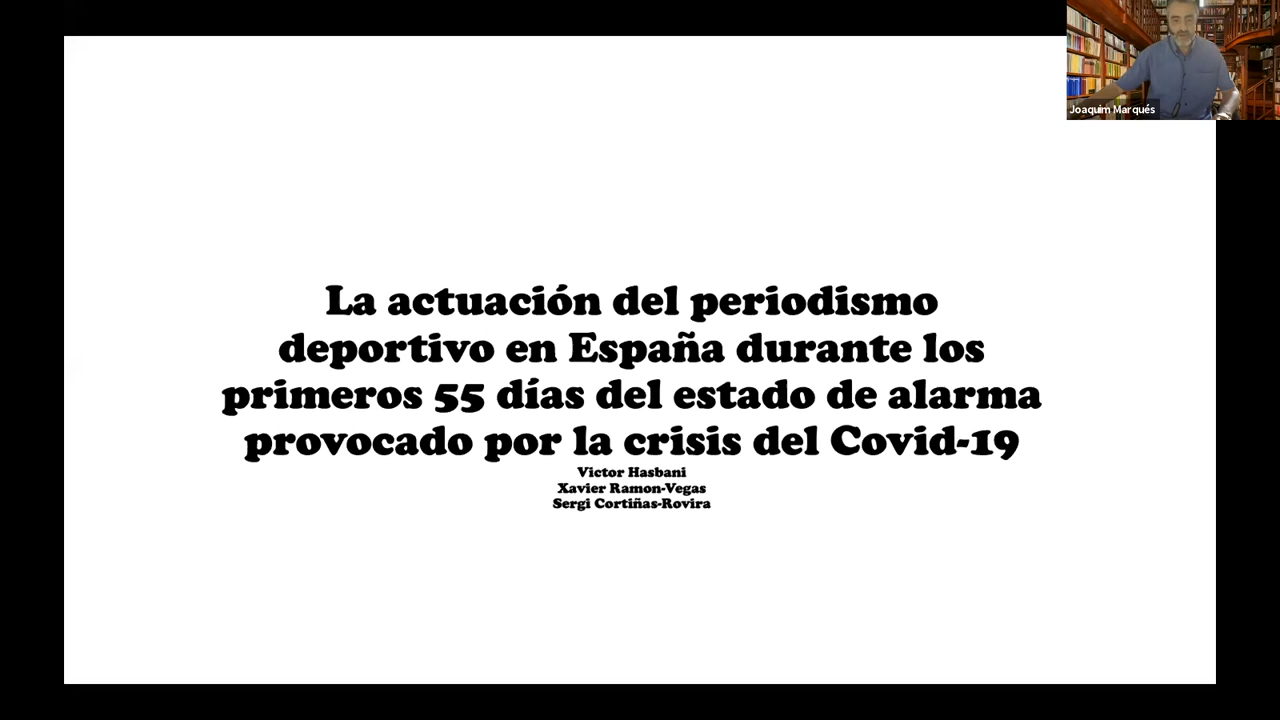 Joaquim Marqués
La actuación del periodismo
deportivo en España durante los
primeros 55 días del estado de alarma
provocado por la crisis del Covid-19
Victor Hasbani
Xavier Ramon-Vegas
Sergi Cortiñas-Rovira